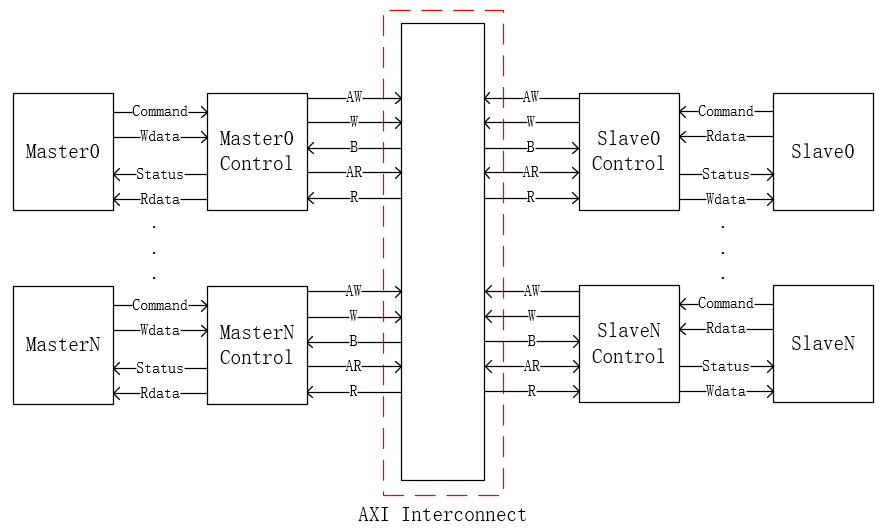 Master0
Command
Wdata
Status
Rdata
Master0
Control
AW
W
B
AR
R
AW
W
B
AR
R
Slave0
Control
Command
Rdata
Status
Wdata
Slave0
MasterN
Command
Wdata
Status
Rdata
MasterN
Control
AW
W
B
AR
R
AW
W
B
AR
R
SlaveN
Control
Command
Rdata
Status
Wdata
SlaveN
AXI Interconnect